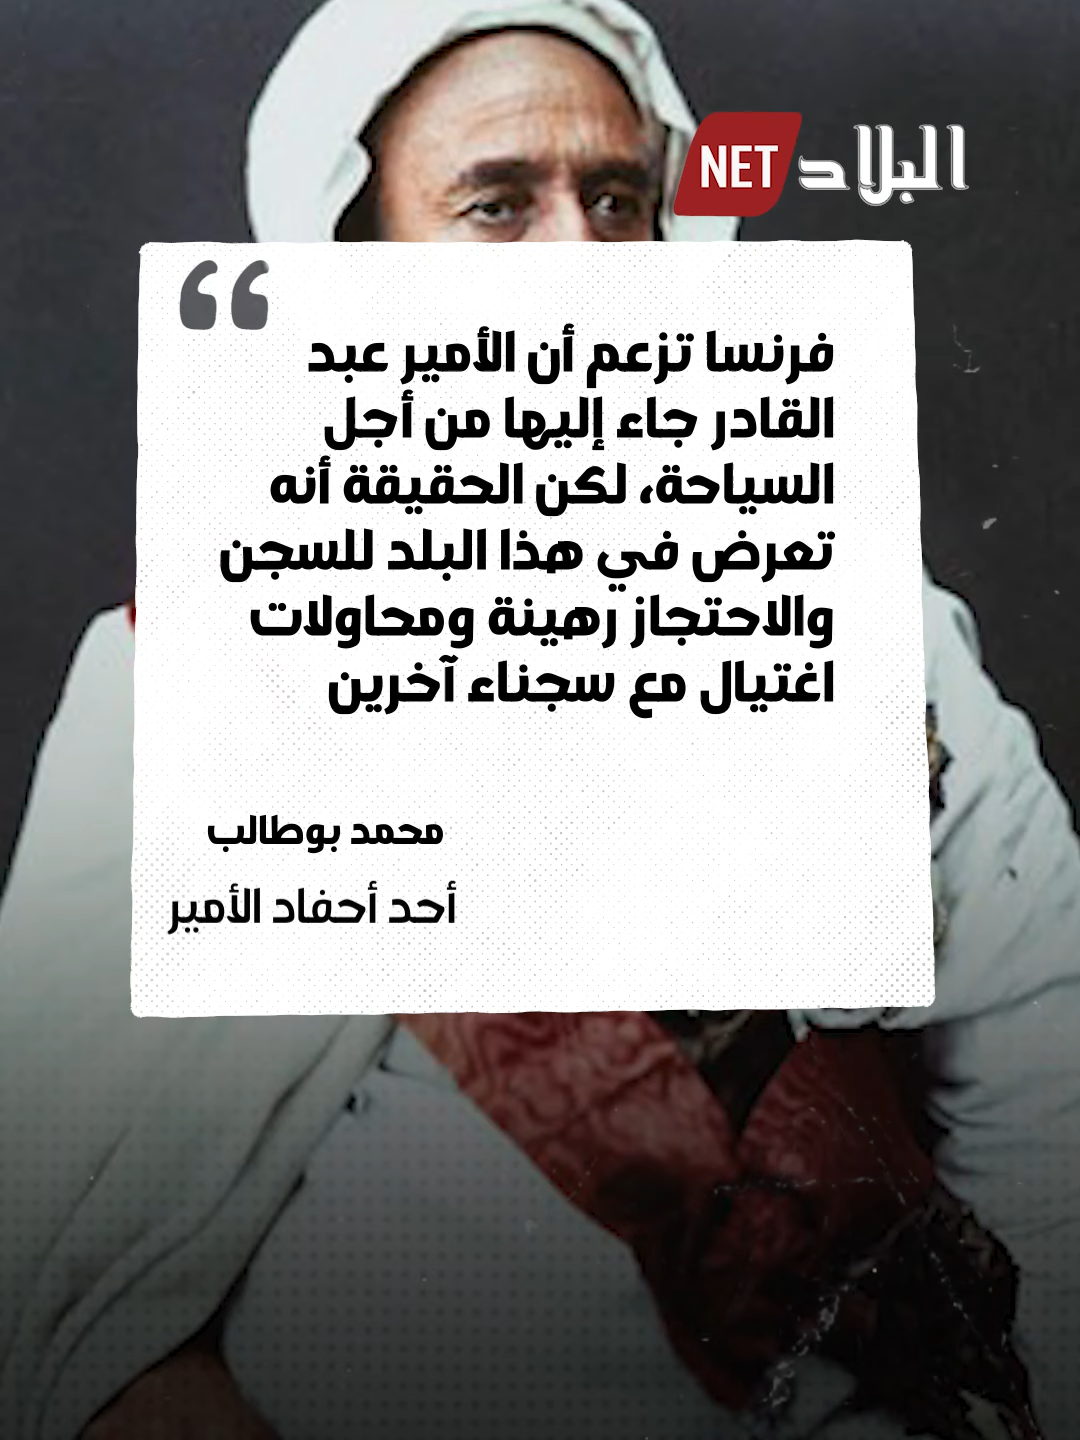 البلاد NET
فرنسا تزعم أن الأمير عبد
القادر جاء إليها من أجل
السياحة، لكن الحقيقة أنه
تعرض في هذا البلد للسجن
والاحتجاز رهينة ومحاولات
اغتيال مع سجناء آخرين
محمد بوطالب
أحد أحفاد الأمير